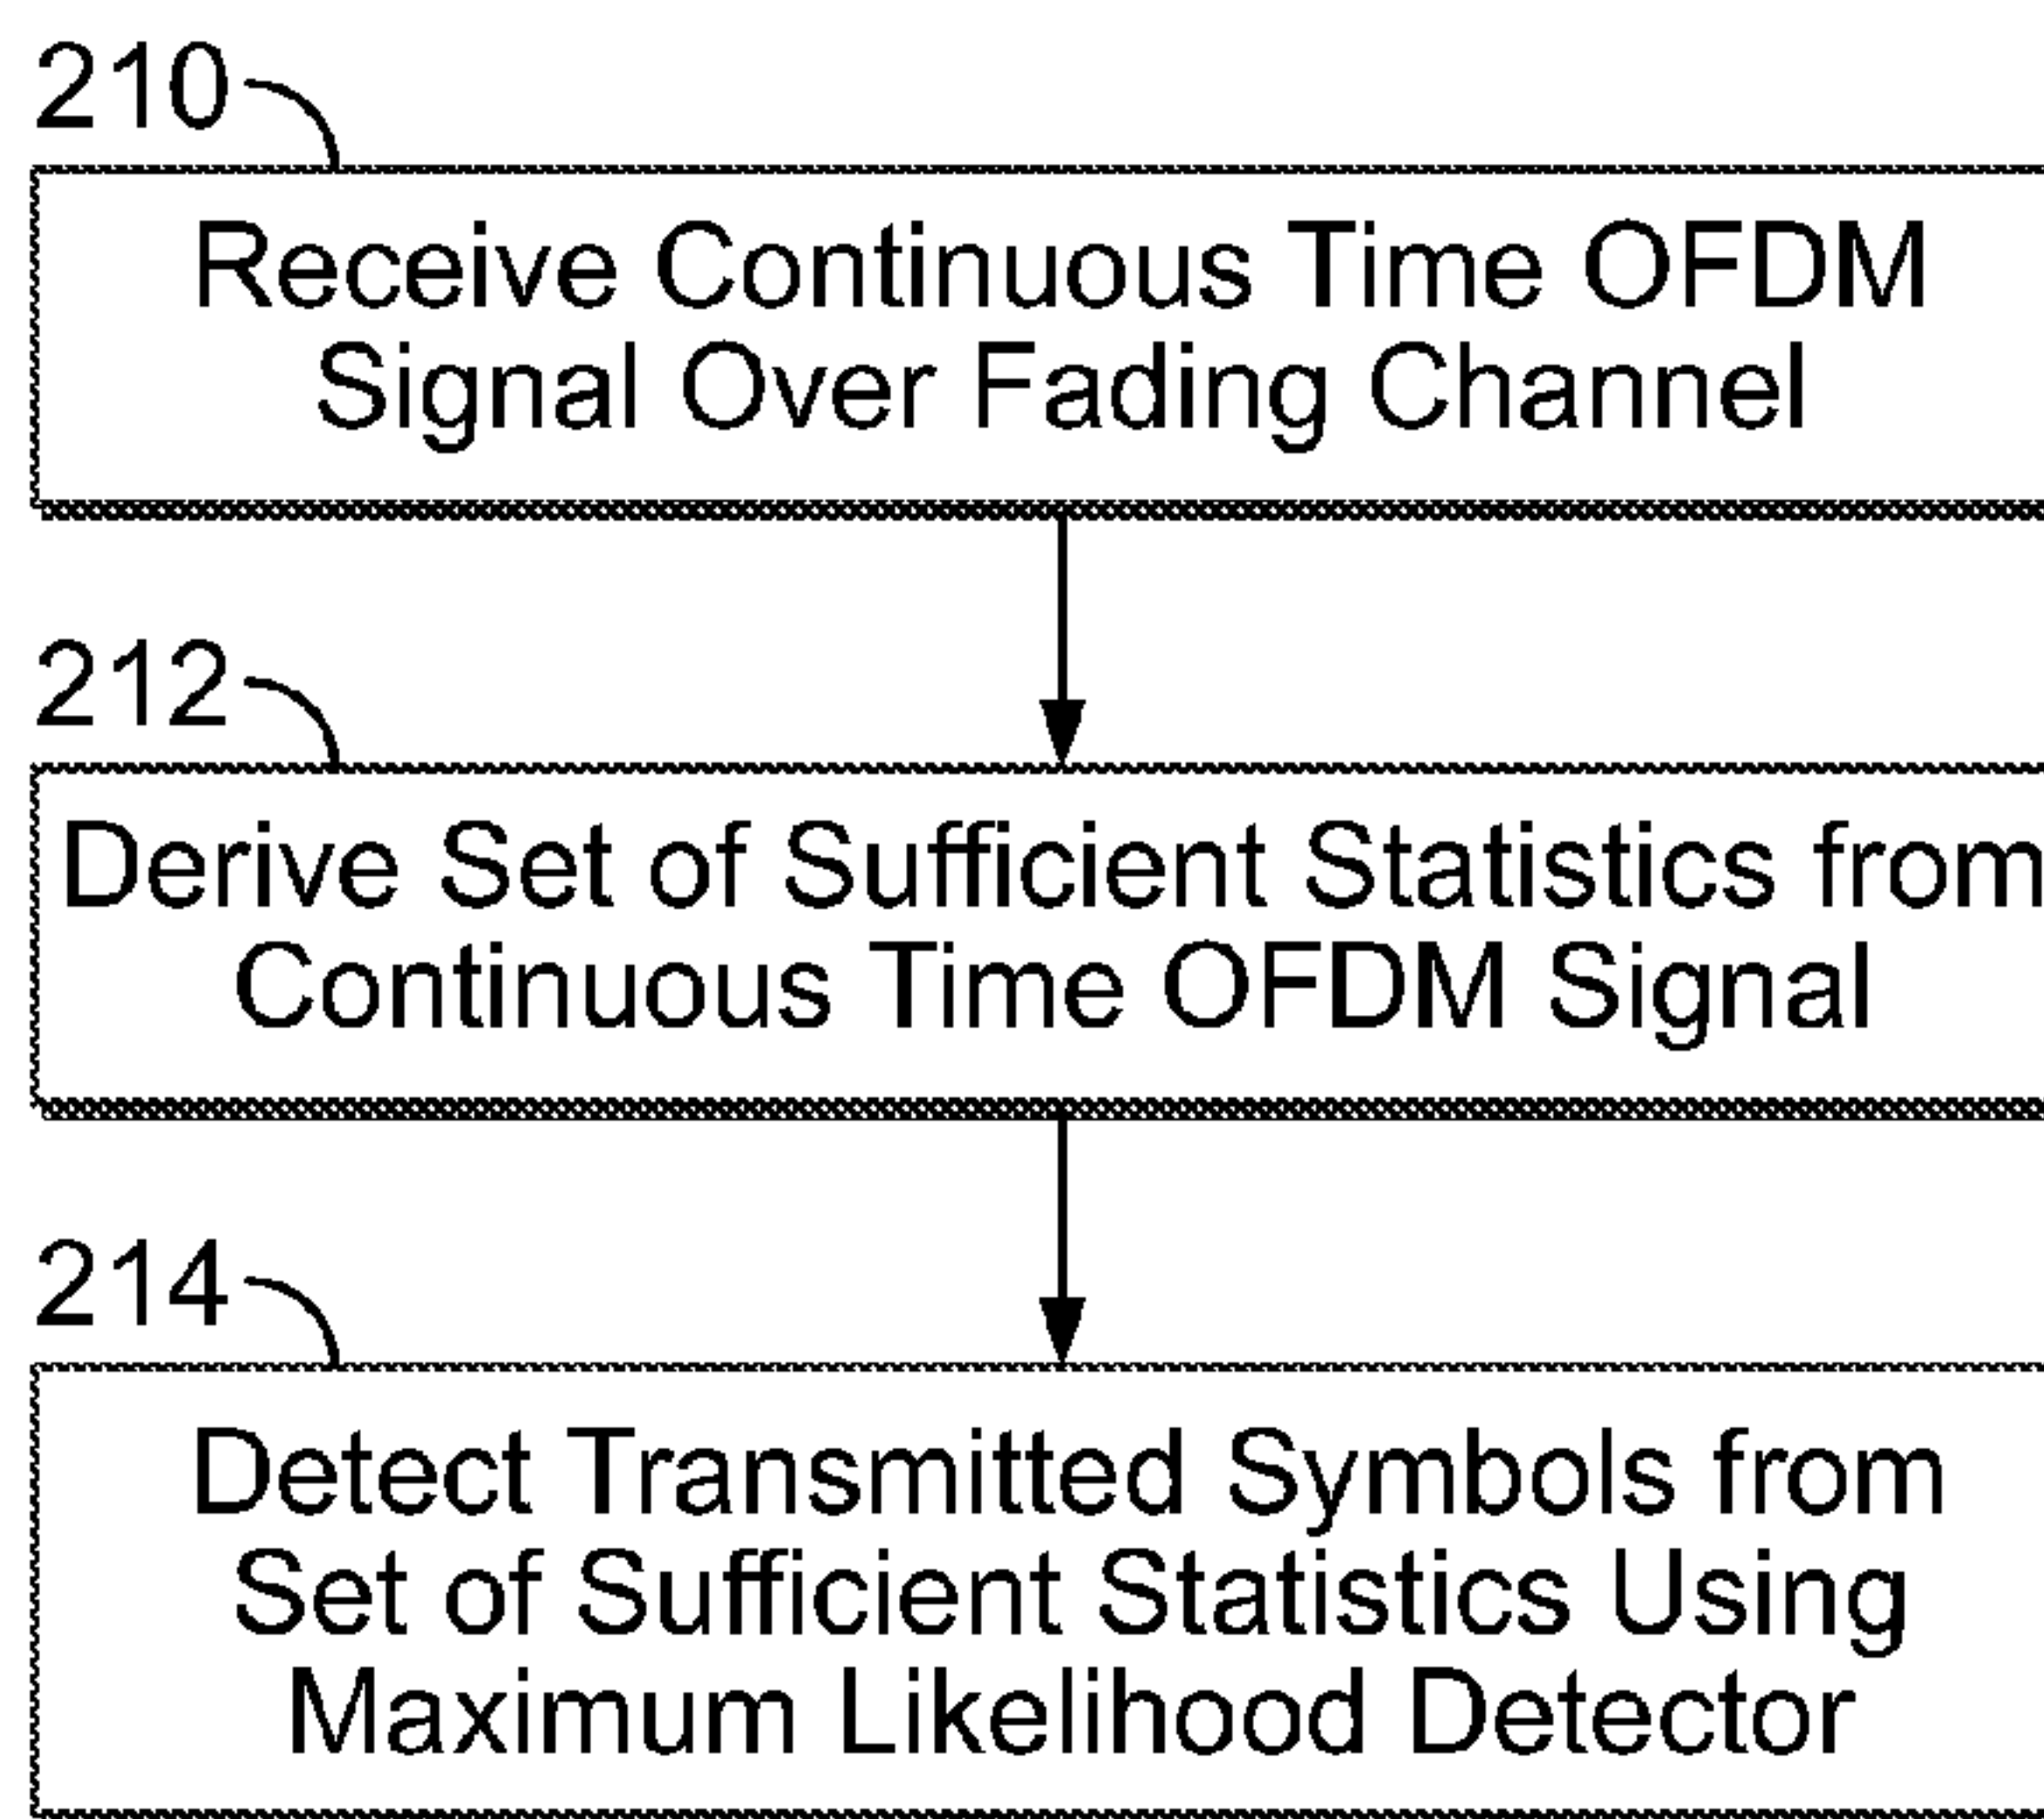 210
Receive Continuous Time OFDM
Signal Over Fading Channel
212
Derive Set of Sufficient Statistics from
Continuous Time OFDM Signal
214
Detect Transmitted Symbols from
Set of Sufficient Statistics Using
Maximum Likelihood Detector